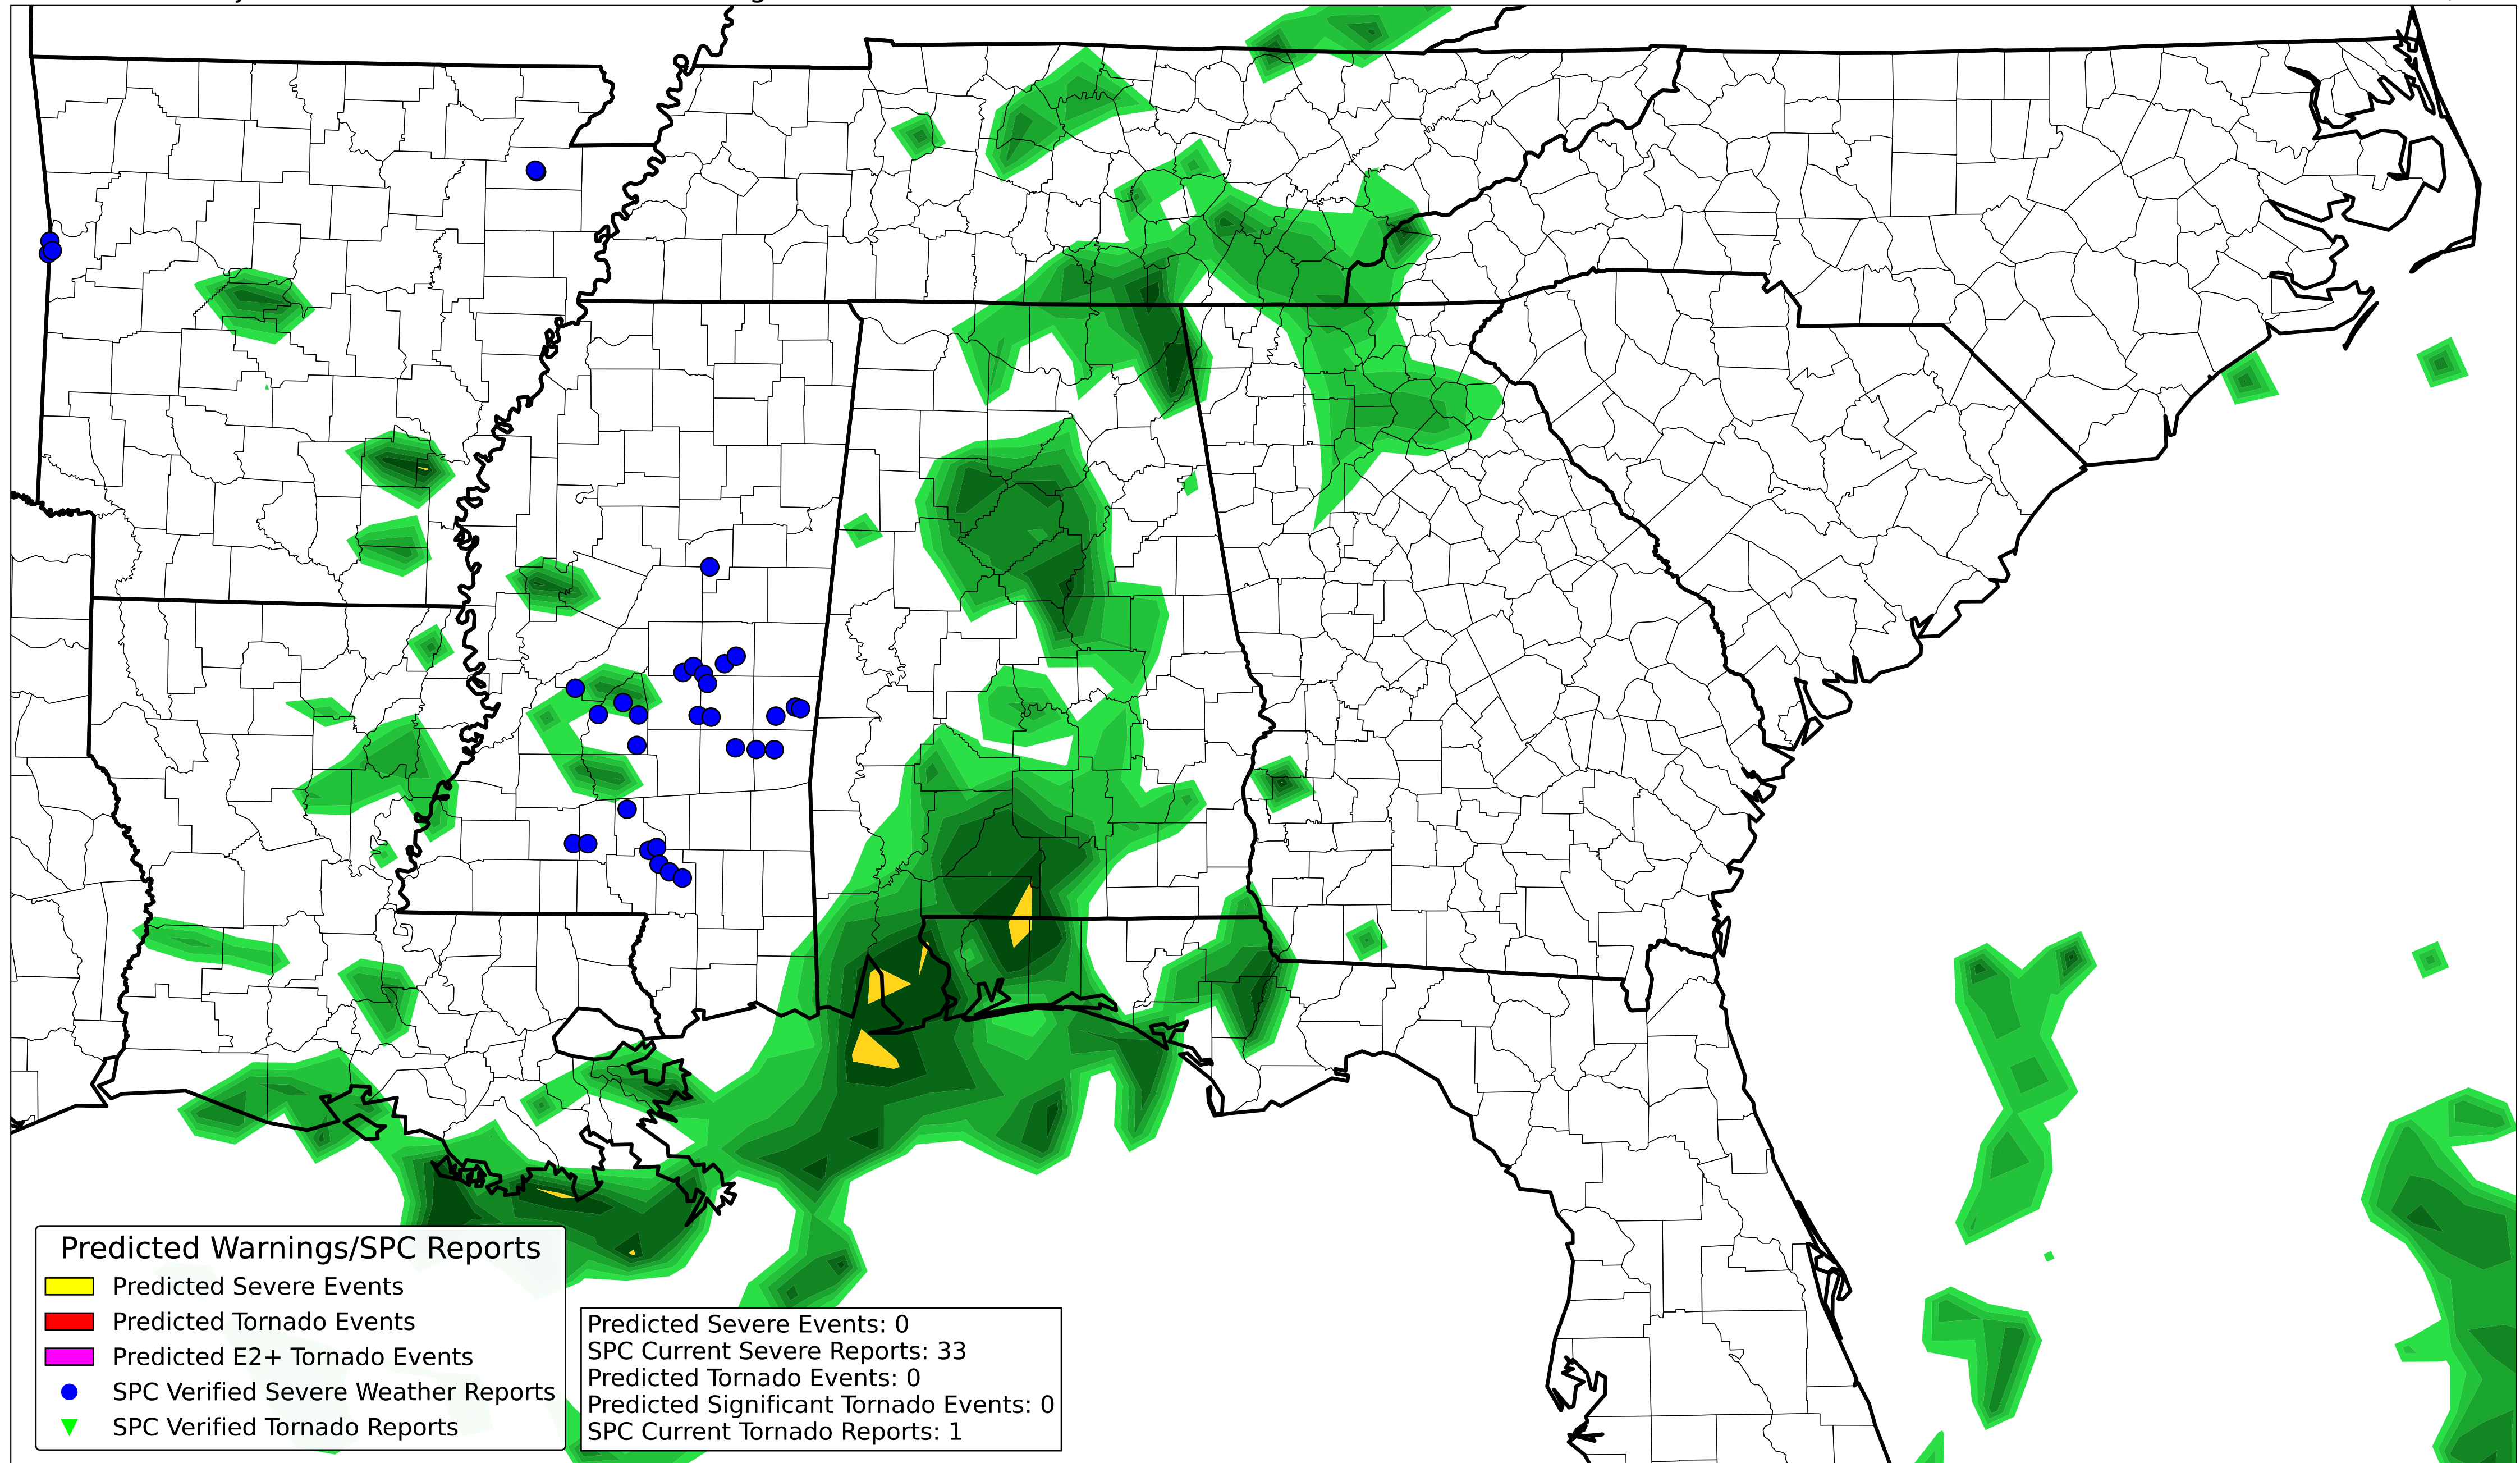 Predicted Warnings/SPC Reports
Predicted Severe Events
Predicted Tornado Events
Predicted E2+ Tornado Events
SPC Verified Severe Weather Reports
SPC Verified Tornado Reports
Predicted Severe Events: 0
SPC Current Severe Reports: 33
Predicted Tornado Events: 0
Predicted Significant Tornado Events: 0
SPC Current Tornado Reports: 1